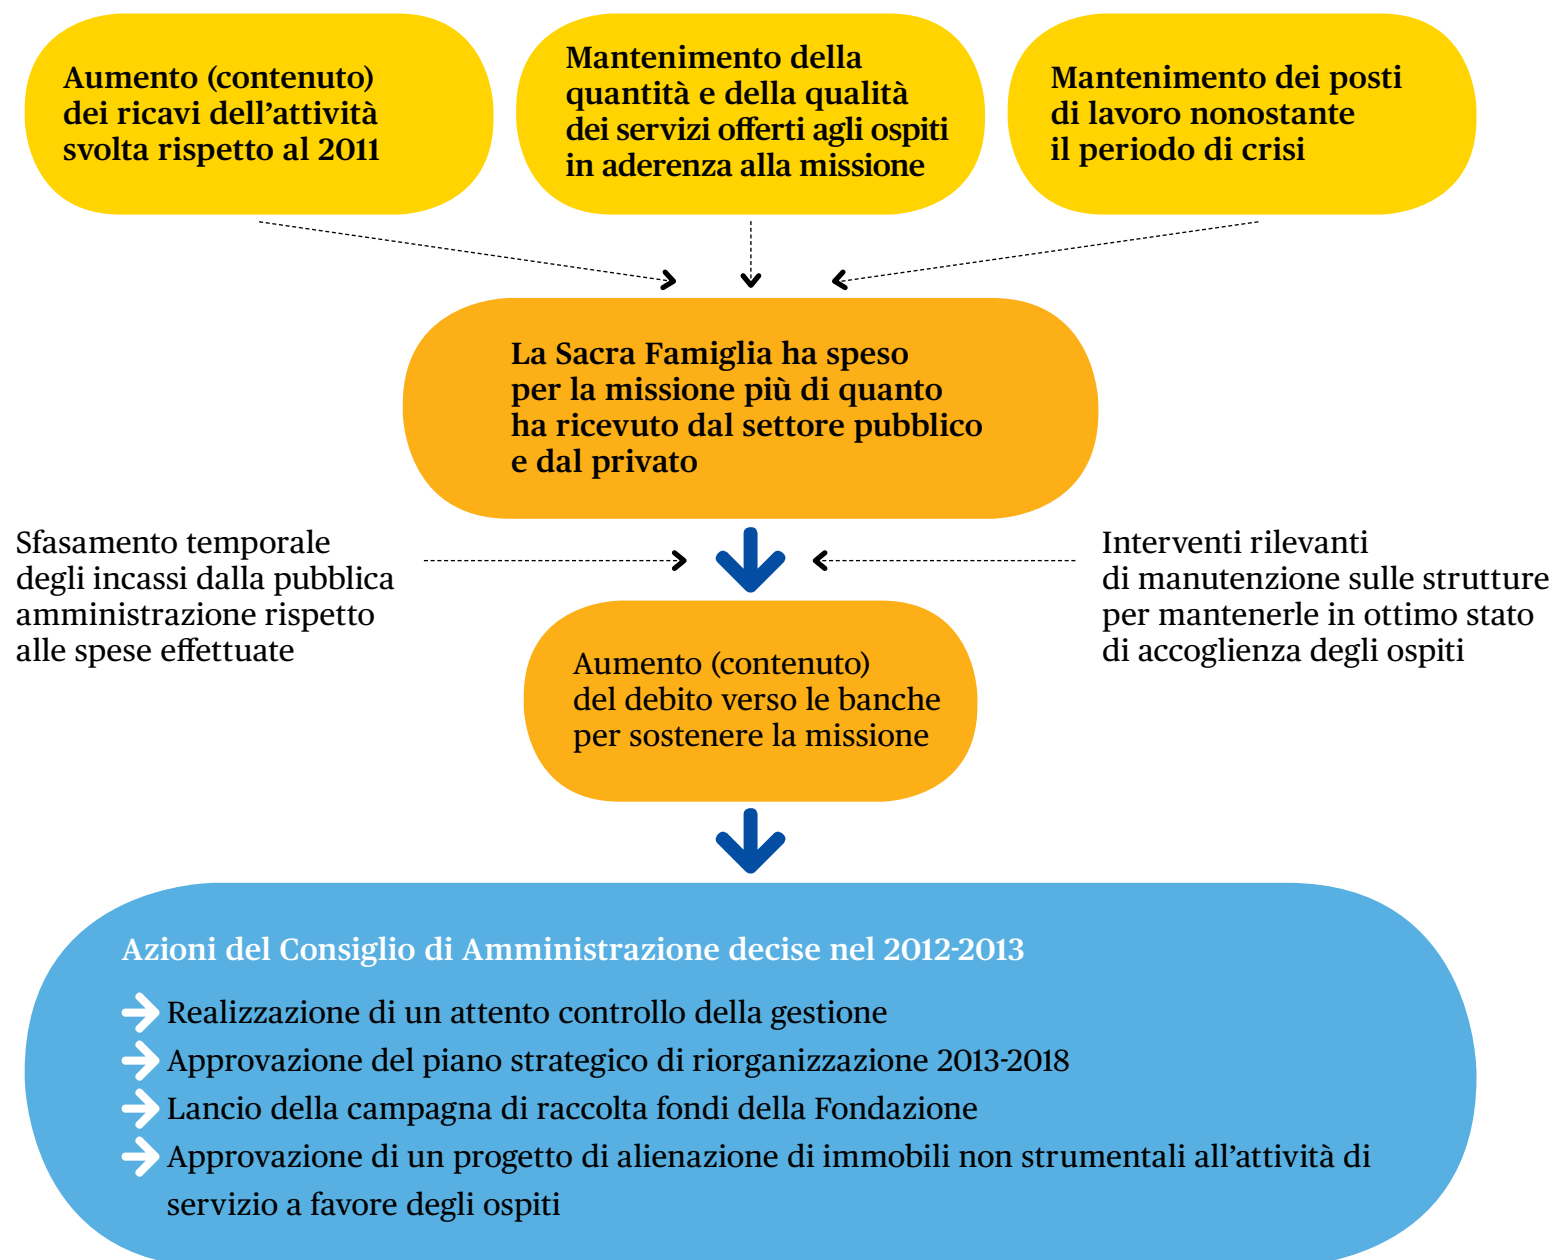 Aumento (contenuto)
dei ricavi dell'attività
svolta rispetto al 2011
Mantenimento della
quantità e della qualità
dei servizi offerti agli ospiti
in aderenza alla missione
Mantenimento dei posti
di lavoro nonostante
il periodo di crisi
La Sacra Famiglia ha speso
per la missione più di quanto
ha ricevuto dal settore pubblico
e dal privato
Sfasamento temporale
degli incassi dalla pubblica
amministrazione rispetto
alle spese effettuate
Interventi rilevanti
di manutenzione sulle strutture
per mantenerle in ottimo stato
di accoglienza degli ospiti
Aumento (contenuto)
del debito verso le banche
per sostenere la missione
Azioni del Consiglio di Amministrazione decise nel 2012-2013
Realizzazione di un attento controllo della gestione
Approvazione del piano strategico di riorganizzazione 2013-2018
Lancio della campagna di raccolta fondi della Fondazione
Approvazione di un progetto di alienazione di immobili non strumentali all'attività di
servizio a favore degli ospiti